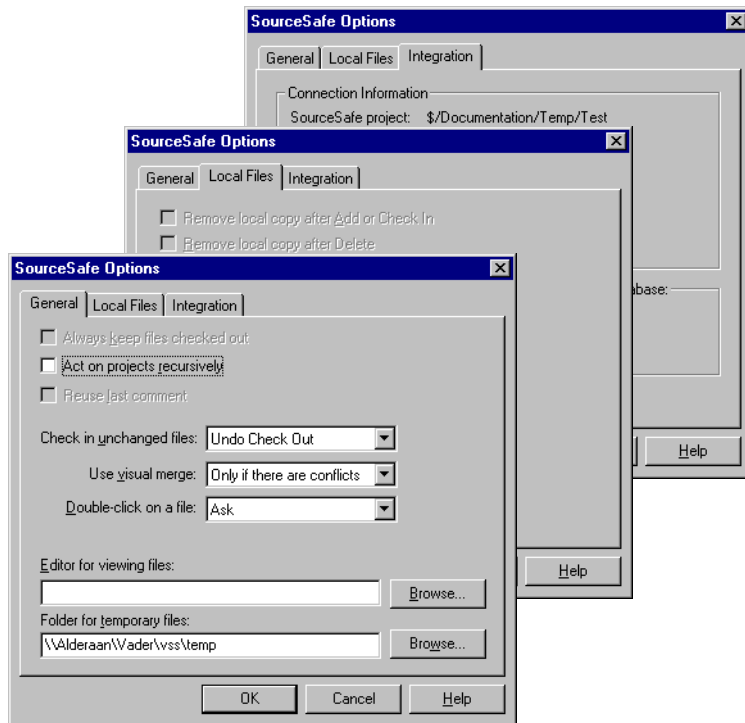 SourceSafe Options
General Local Files Integration
Connection Information
SourceSafe project: $/Documentation/Temp/Test
Help
SourceSafe Options
General Local Files Integration
Remove local copy after Add or Check In
Remove local copy after Delete
Help
SourceSafe Options
General Local Files Integration
Always keep files checked out
Act on projects recursively
Reuse last comment
Check in unchanged files: Undo Check Out
Use visual merge: Only if there are conflicts
Double-click on a file: Ask
Editor for viewing files:
Browse...
Folder for temporary files:
\\Alderaan\Vader\vss\temp Browse...
OK Cancel Help